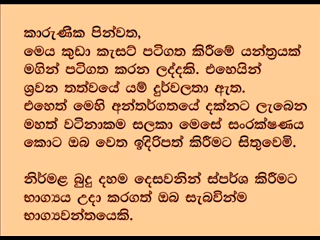 කාරුණික පින්වත,
මෙය කුඩා කැසට් පටිගත කිරීමේ යන්ත්‍රයක්
මගින් පටිගත කරන ලද්දකි. එහෙයින්
ශ්‍රවන තත්වයේ යම් දුර්වලතා ඇත.
එහෙත් මෙහි අන්තර්ගතයේ දක්නට ලැබෙන
මහත් වටිනාකම සලකා මෙසේ සංරක්ෂණය
කොට ඔබ වෙත ඉදිරිපත් කිරීමට සිතුවෙමි.
නිර්මළ බුදු දහම දෙසවනින් ස්පර්ශ කිරීමට
භාග්‍යය උදා කරගත් ඔබ සැබවින්ම
භාග්‍යවන්තයෙකි.